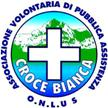 ASSOCIAZIONE VOLONTARIA DI PUBBLICA ASSISTENZA
CROCE BIANCA
O.N.L.U.S